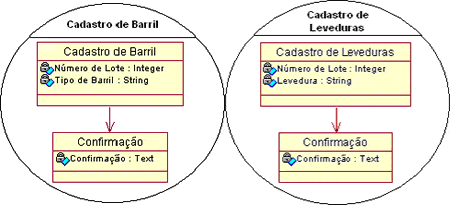 Cadastro de Barril
Cadastro de Barril
Número de Lote : Integer
Tipo de Barril : String
Confirmação
Confirmação : Text
Cadastro de
Leveduras
Cadastro de Leveduras
Número de Lote : Integer
Levedura : String
Confirmação
Confirmação : Text